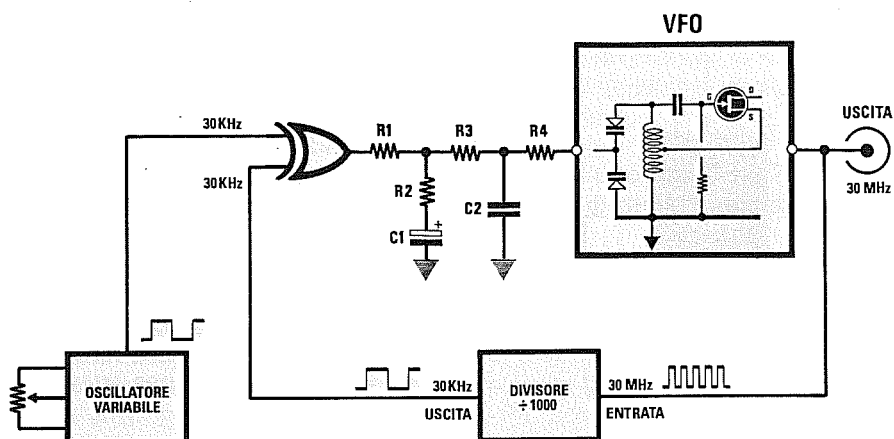 VFO
30KHz
30KHz
R1
R3
R4
R2
C1
+
C2
G
D
S
USCITA
30 MHz
OSCILLATORE
VARIABILE
30KHz
USCITA
DIVISORE
÷1000
30 MHz
ENTRATA